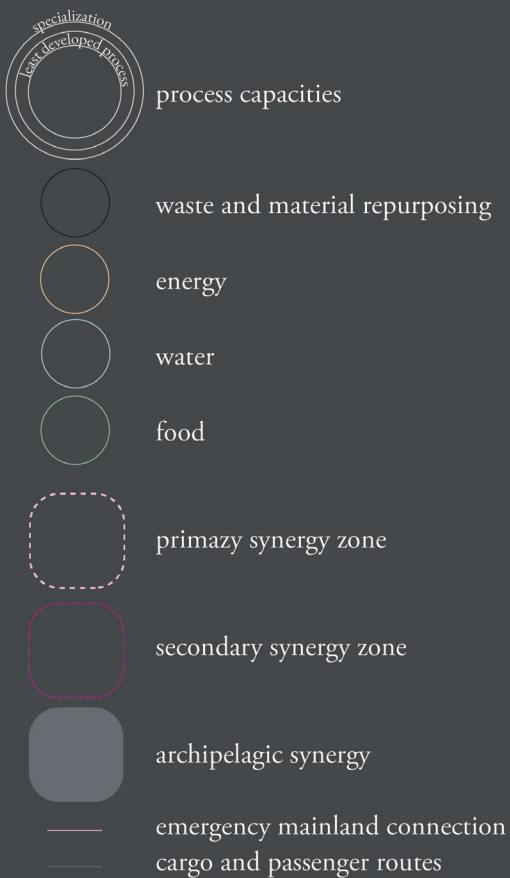 specialization
least developed process
process capacities
waste and material repurposing
energy
water
food
primazy synergy zone
secondary synergy zone
archipelagic synergy
emergency mainland connection
cargo and passenger routes